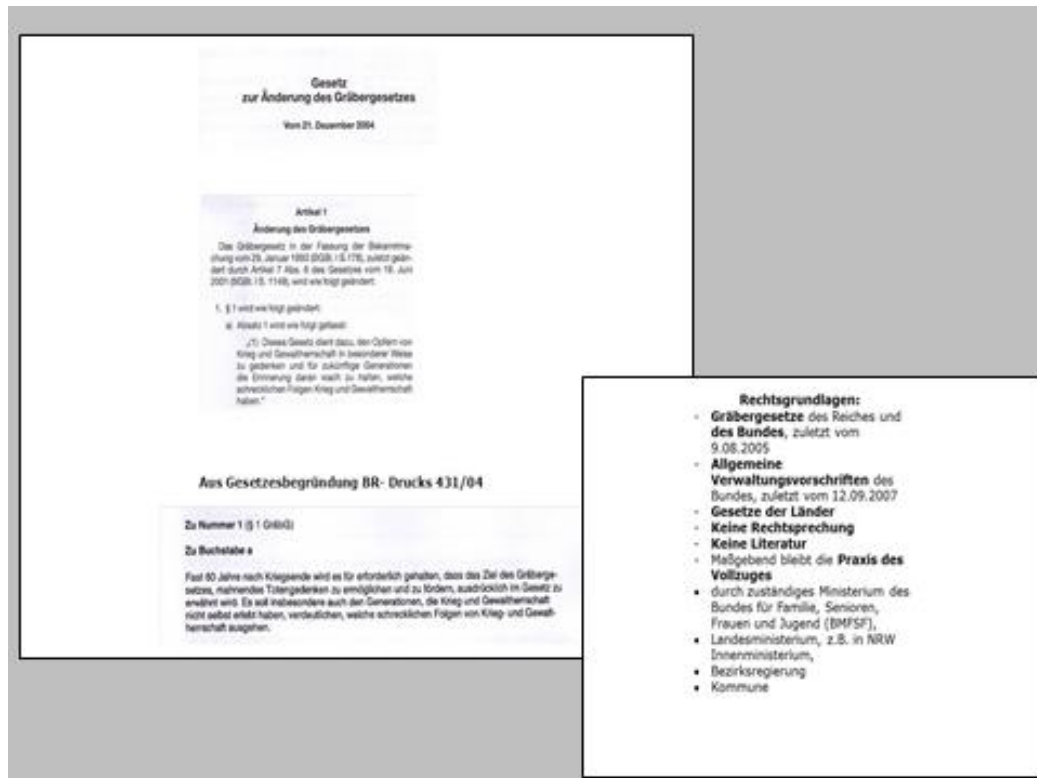 Gesetz
zur Änderung des Gräbergesetzes
Vom 21. Dezember 2004
Artikel 1
Änderung des Gräbergesetzes
Das Gräbergesetz in der Fassung der Bekanntma-
chung vom 29. Januar 1993 (BGBl. I S. 178), zuletzt geän-
dert durch Artikel 7 Abs. 6 des Gesetzes vom 19. Juni
2001 (BGBl. I S. 1149), wird wie folgt geändert:
1. § 1 wird wie folgt geändert:
a) Absatz 1 wird wie folgt gefasst:
„(1) Dieses Gesetz dient dazu, den Opfern von
Krieg und Gewaltherrschaft in besonderer Weise
zu gedenken und für zukünftige Generationen
die Erinnerung daran wach zu halten, welche
schrecklichen Folgen Krieg und Gewaltherrschaft
haben."
Aus Gesetzesbegründung BR- Drucks 431/04
Zu Nummer 1 (§ 1 GräbG)
Zu Buchstabe a
Fast 60 Jahre nach Kriegsende wird es für erforderlich gehalten, dass das Ziel des Gräberge-
setzes, mahnendes Totengedenken zu ermöglichen und zu fördern, ausdrücklich im Gesetz zu
erwähnt wird. Es soll insbesondere auch den Generationen, die Krieg und Gewaltherrschaft
nicht selbst erlebt haben, verdeutlichen, welche schrecklichen Folgen von Krieg- und Gewalt-
herrschaft ausgehen.
Rechtsgrundlagen:
- Gräbergesetze des Reiches und
des Bundes, zuletzt vom
9.08.2005
- Allgemeine
Verwaltungsvorschriften des
Bundes, zuletzt vom 12.09.2007
- Gesetze der Länder
- Keine Rechtsprechung
- Keine Literatur
- Maßgebend bleibt die Praxis des
Vollzuges
• durch zuständiges Ministerium des
Bundes für Familie, Senioren,
Frauen und Jugend (BMFSF),
• Landesministerium, z.B. in NRW
Innenministerium,
• Bezirksregierung
• Kommune